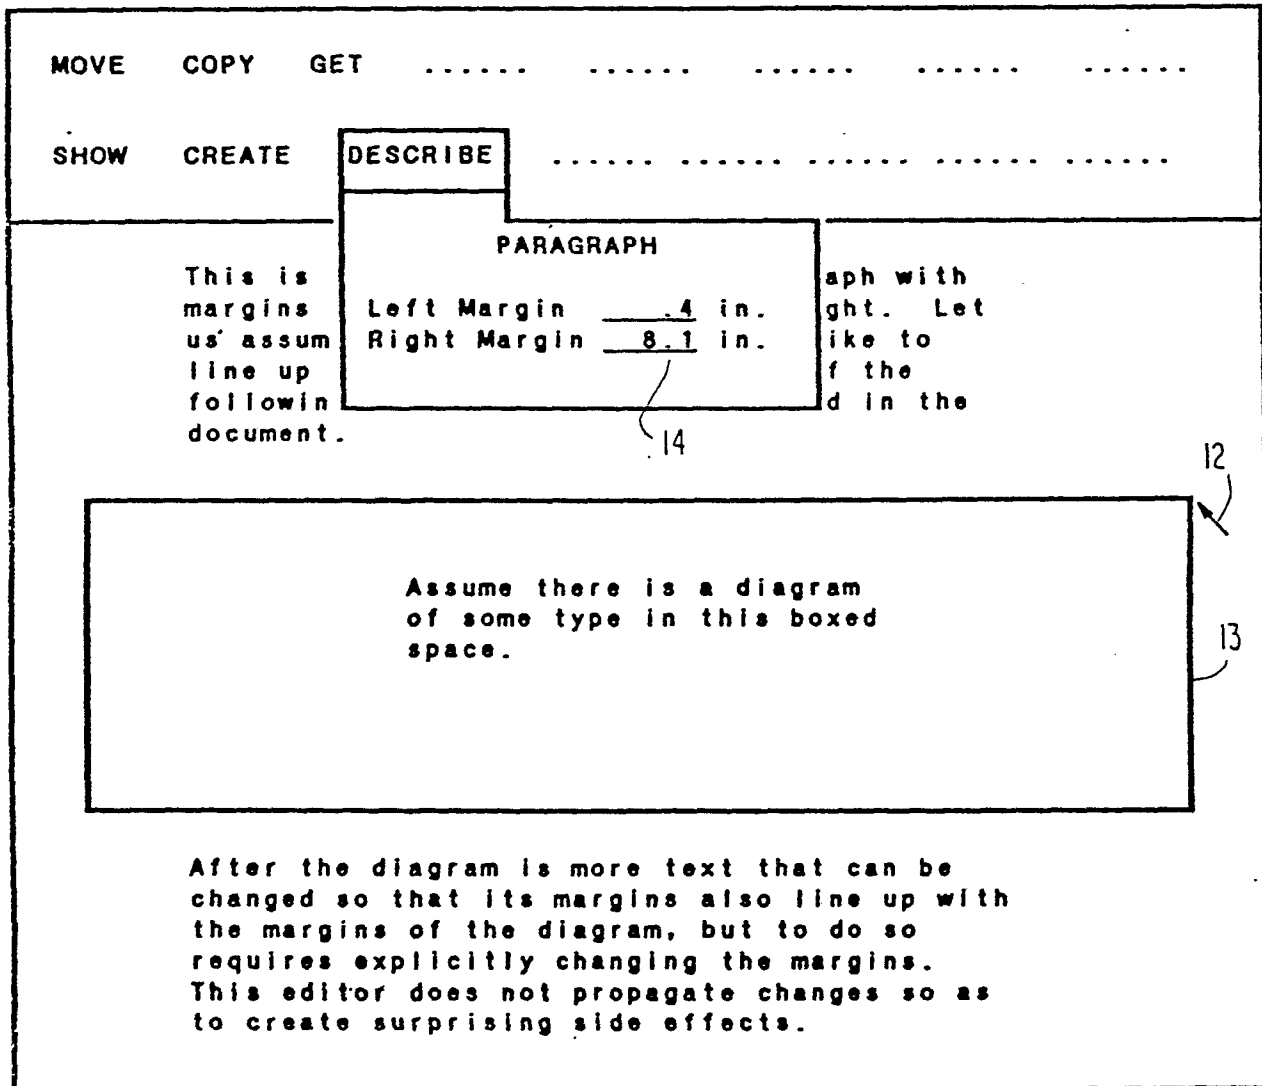 MOVE COPY GET ...... ...... ...... ...... ......
SHOW CREATE DESCRIBE ...... ...... ...... ...... ......
PARAGRAPH
This is aph with
margins Left Margin .4 in. ght. Let
us assum Right Margin 8.1 in. ike to
line up f the
followin d in the
document.
14
12
Assume there is a diagram
of some type in this boxed
space.
13
After the diagram is more text that can be
changed so that its margins also line up with
the margins of the diagram, but to do so
requires explicitly changing the margins.
This editor does not propagate changes so as
to create surprising side effects.